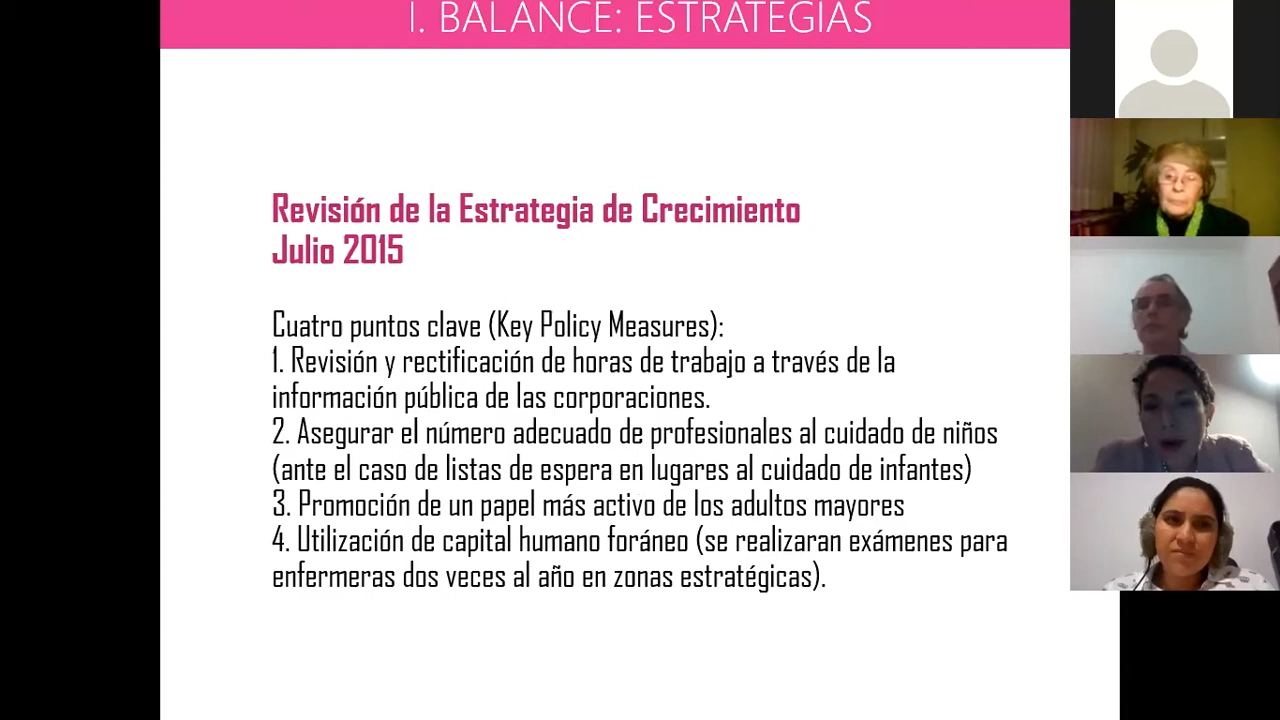 I. BALANCE: ESTRATEGIAS
Revisión de la Estrategia de Crecimiento
Julio 2015
Cuatro puntos clave (Key Policy Measures):
1. Revisión y rectificación de horas de trabajo a través de la
información pública de las corporaciones.
2. Asegurar el número adecuado de profesionales al cuidado de niños
(ante el caso de listas de espera en lugares al cuidado de infantes)
3. Promoción de un papel más activo de los adultos mayores
4. Utilización de capital humano foráneo (se realizaran exámenes para
enfermeras dos veces al año en zonas estratégicas).